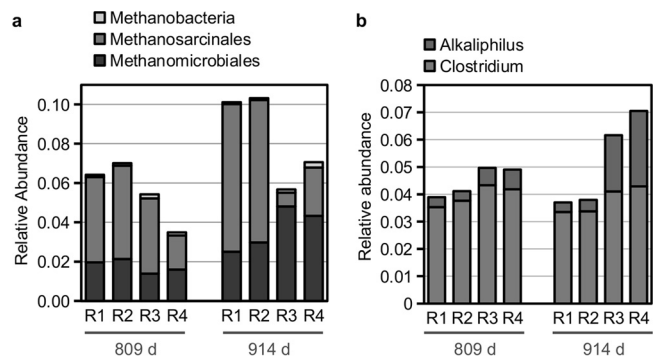 a
Methanobacteria
Methanosarcinales
Methanomicrobiales
Relative Abundance
0.10
0.08
0.06
0.04
0.02
0.00
R1 R2 R3 R4 R1 R2 R3 R4
809 d 914 d
b
Alkaliphilus
Clostridium
Relative abundance
0.08
0.07
0.06
0.05
0.04
0.03
0.02
0.01
0
R1 R2 R3 R4 R1 R2 R3 R4
809 d 914 d